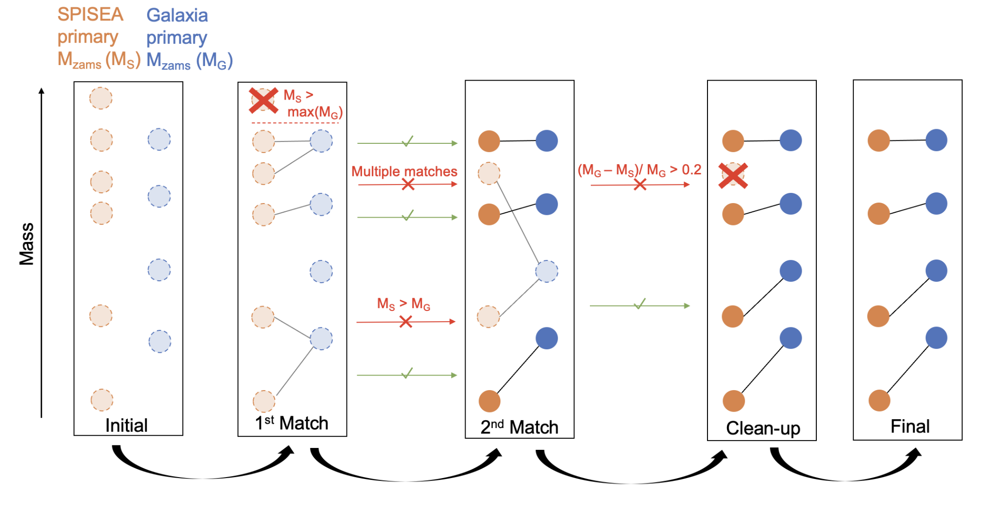 SPISEA
primary
Mzams (MS)
Galaxia
primary
Mzams (MG)
Mass
Initial
MS >
max(MG)
1st Match
Multiple matches
MS > MG
2nd Match
(MG – MS)/ MG > 0.2
Clean-up
Final